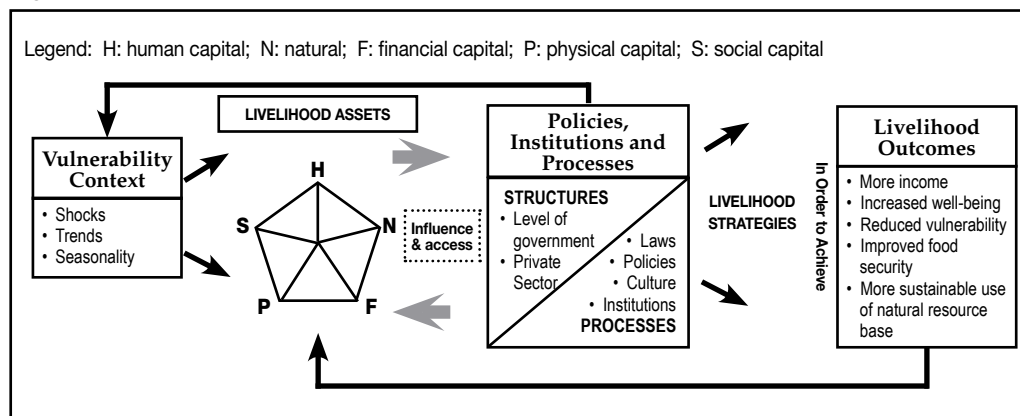 Legend: H: human capital; N: natural; F: financial capital; P: physical capital; S: social capital
LIVELIHOOD ASSETS
Vulnerability
Context
• Shocks
• Trends
• Seasonality
H
S
N
P
F
Influence
& access
Policies,
Institutions and
Processes
STRUCTURES
• Level of
government
• Private
Sector
• Laws
• Policies
• Culture
• Institutions
PROCESSES
LIVELIHOOD
STRATEGIES
In Order to Achieve
Livelihood
Outcomes
• More income
• Increased well-being
• Reduced vulnerability
• Improved food
security
• More sustainable use
of natural resource
base